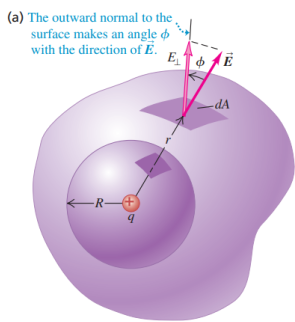 (a) The outward normal to the
surface makes an angle ϕ
with the direction of E⃗.
E⊥
ϕ
E⃗
dA
r
R
+
q